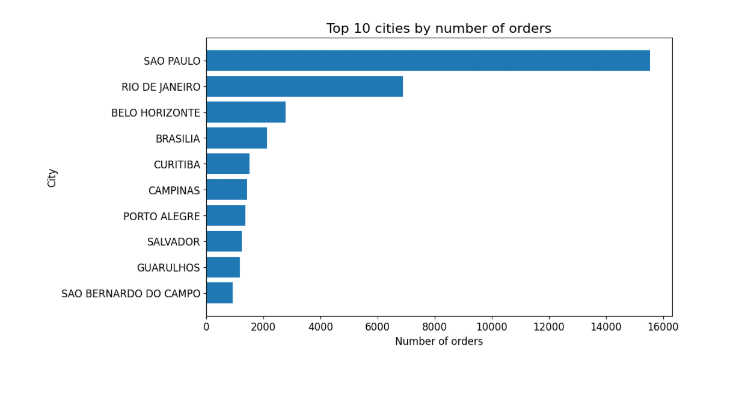 Top 10 cities by number of orders
SAO PAULO
RIO DE JANEIRO
BELO HORIZONTE
BRASILIA
CURITIBA
CAMPINAS
PORTO ALEGRE
SALVADOR
GUARULHOS
SAO BERNARDO DO CAMPO
City
0 2000 4000 6000 8000 10000 12000 14000 16000
Number of orders